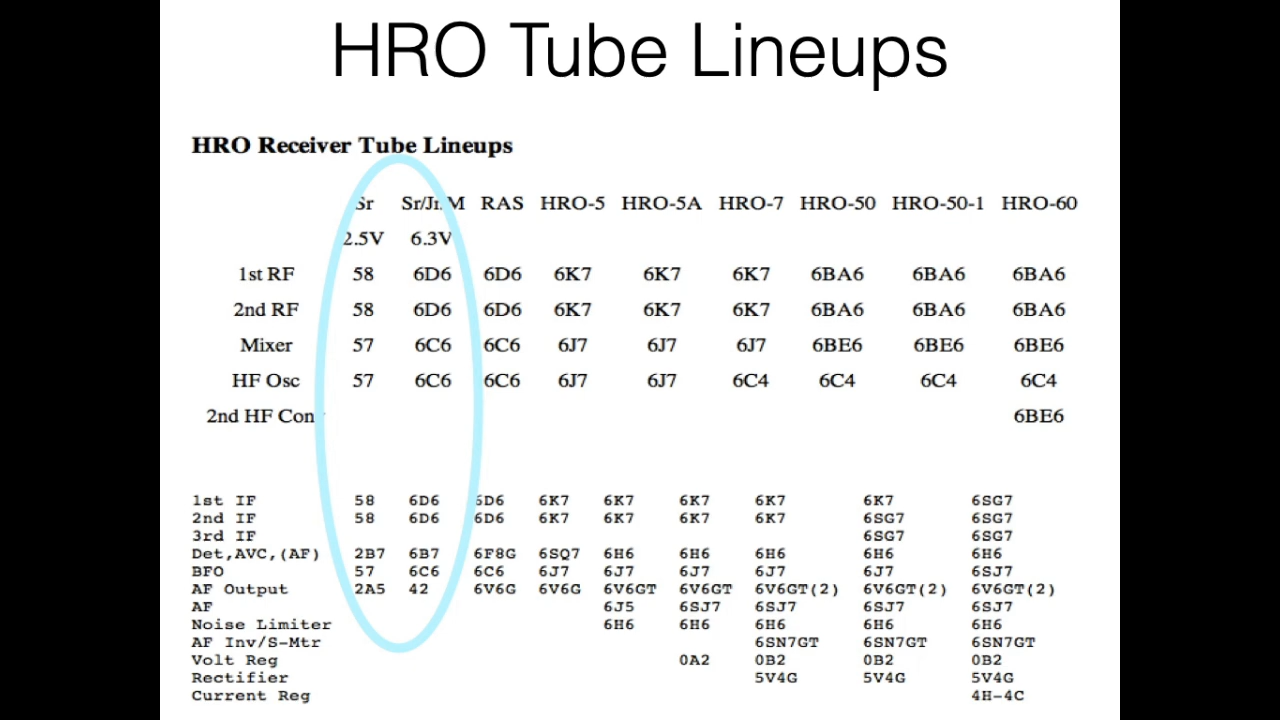 HRO Tube Lineups
HRO Receiver Tube Lineups
Sr Sr/Jr/M RAS HRO-5 HRO-5A HRO-7 HRO-50 HRO-50-1 HRO-60
2.5V 6.3V
1st RF 58 6D6 6D6 6K7 6K7 6K7 6BA6 6BA6 6BA6
2nd RF 58 6D6 6D6 6K7 6K7 6K7 6BA6 6BA6 6BA6
Mixer 57 6C6 6C6 6J7 6J7 6J7 6BE6 6BE6 6BE6
HF Osc 57 6C6 6C6 6J7 6J7 6C4 6C4 6C4 6C4
2nd HF Conv 6BE6
1st IF 58 6D6 6D6 6K7 6K7 6K7 6K7 6K7 6SG7
2nd IF 58 6D6 6D6 6K7 6K7 6K7 6K7 6SG7 6SG7
3rd IF 6SG7 6SG7
Det,AVC,(AF) 2B7 6B7 6F8G 6SQ7 6H6 6H6 6H6 6H6 6H6
BFO 57 6C6 6C6 6J7 6J7 6J7 6J7 6J7 6SJ7
AF Output 2A5 42 6V6G 6V6G 6V6GT 6V6GT 6V6GT(2) 6V6GT(2) 6V6GT(2)
AF 6J5 6SJ7 6SJ7 6SJ7 6SJ7
Noise Limiter 6H6 6H6 6H6 6H6 6H6
AF Inv/S-Mtr 6SN7GT 6SN7GT 6SN7GT
Volt Reg 0A2 0B2 0B2 0B2
Rectifier 5V4G 5V4G 5V4G
Current Reg 4H-4C